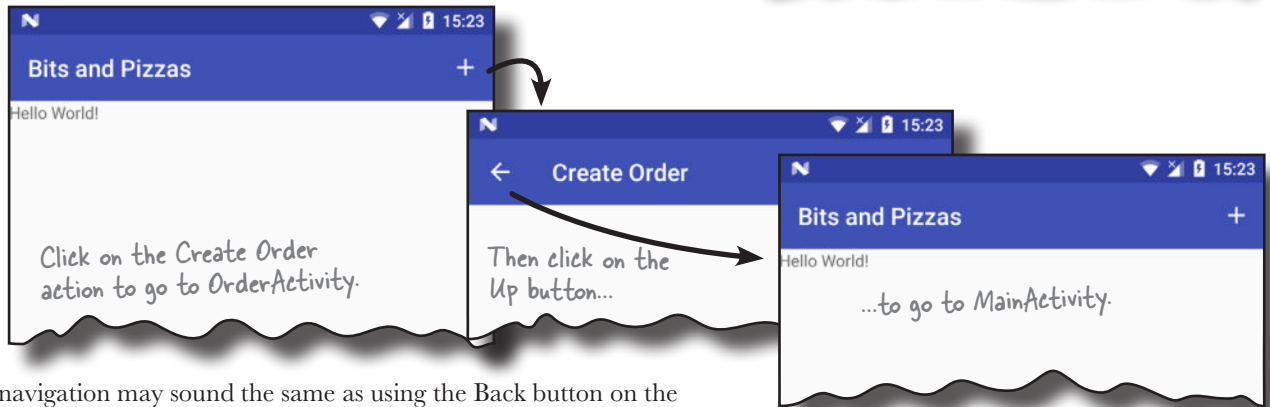 15:23
Bits and Pizzas +
Hello World!
Click on the Create Order
action to go to OrderActivity.
15:23
← Create Order
Then click on the
Up button...
15:23
Bits and Pizzas +
Hello World!
...to go to MainActivity.
navigation may sound the same as using the Back button on the